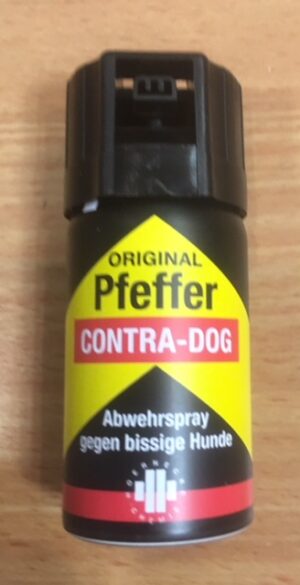 ORIGINAL
Pfeffer
CONTRA-DOG
Abwehrspray
gegen bissige Hunde